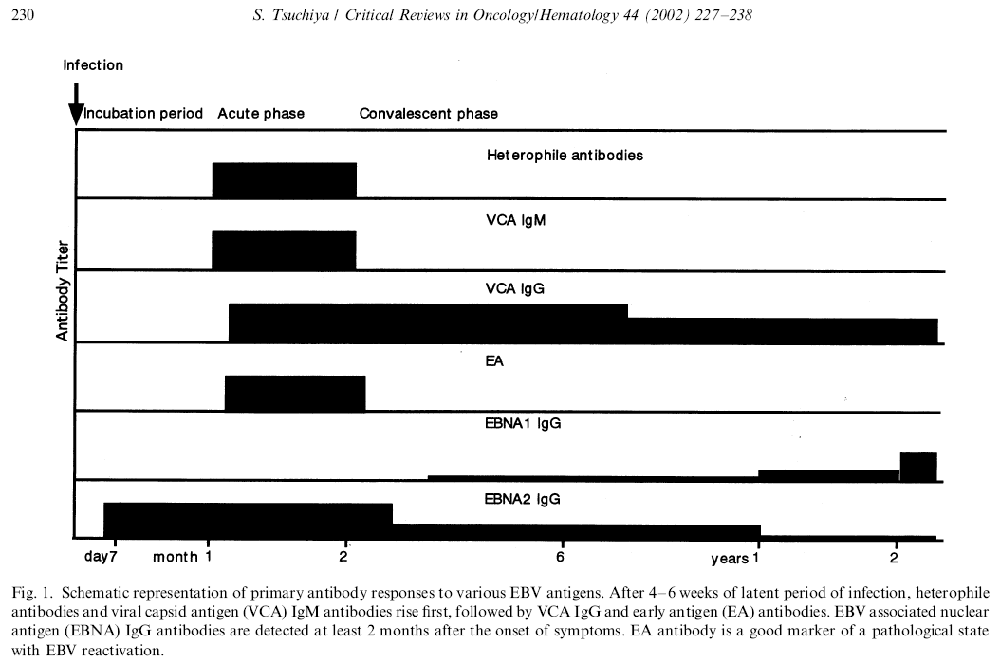 230
S. Tsuchiya / Critical Reviews in Oncology/Hematology 44 (2002) 227–238
Infection
Incubation period Acute phase Convalescent phase
Heterophile antibodies
VCA IgM
VCA IgG
Antibody Titer
EA
EBNA1 IgG
EBNA2 IgG
day7 month 1 2 6 years 1 2
Fig. 1. Schematic representation of primary antibody responses to various EBV antigens. After 4–6 weeks of latent period of infection, heterophile
antibodies and viral capsid antigen (VCA) IgM antibodies rise first, followed by VCA IgG and early antigen (EA) antibodies. EBV associated nuclear
antigen (EBNA) IgG antibodies are detected at least 2 months after the onset of symptoms. EA antibody is a good marker of a pathological state
with EBV reactivation.